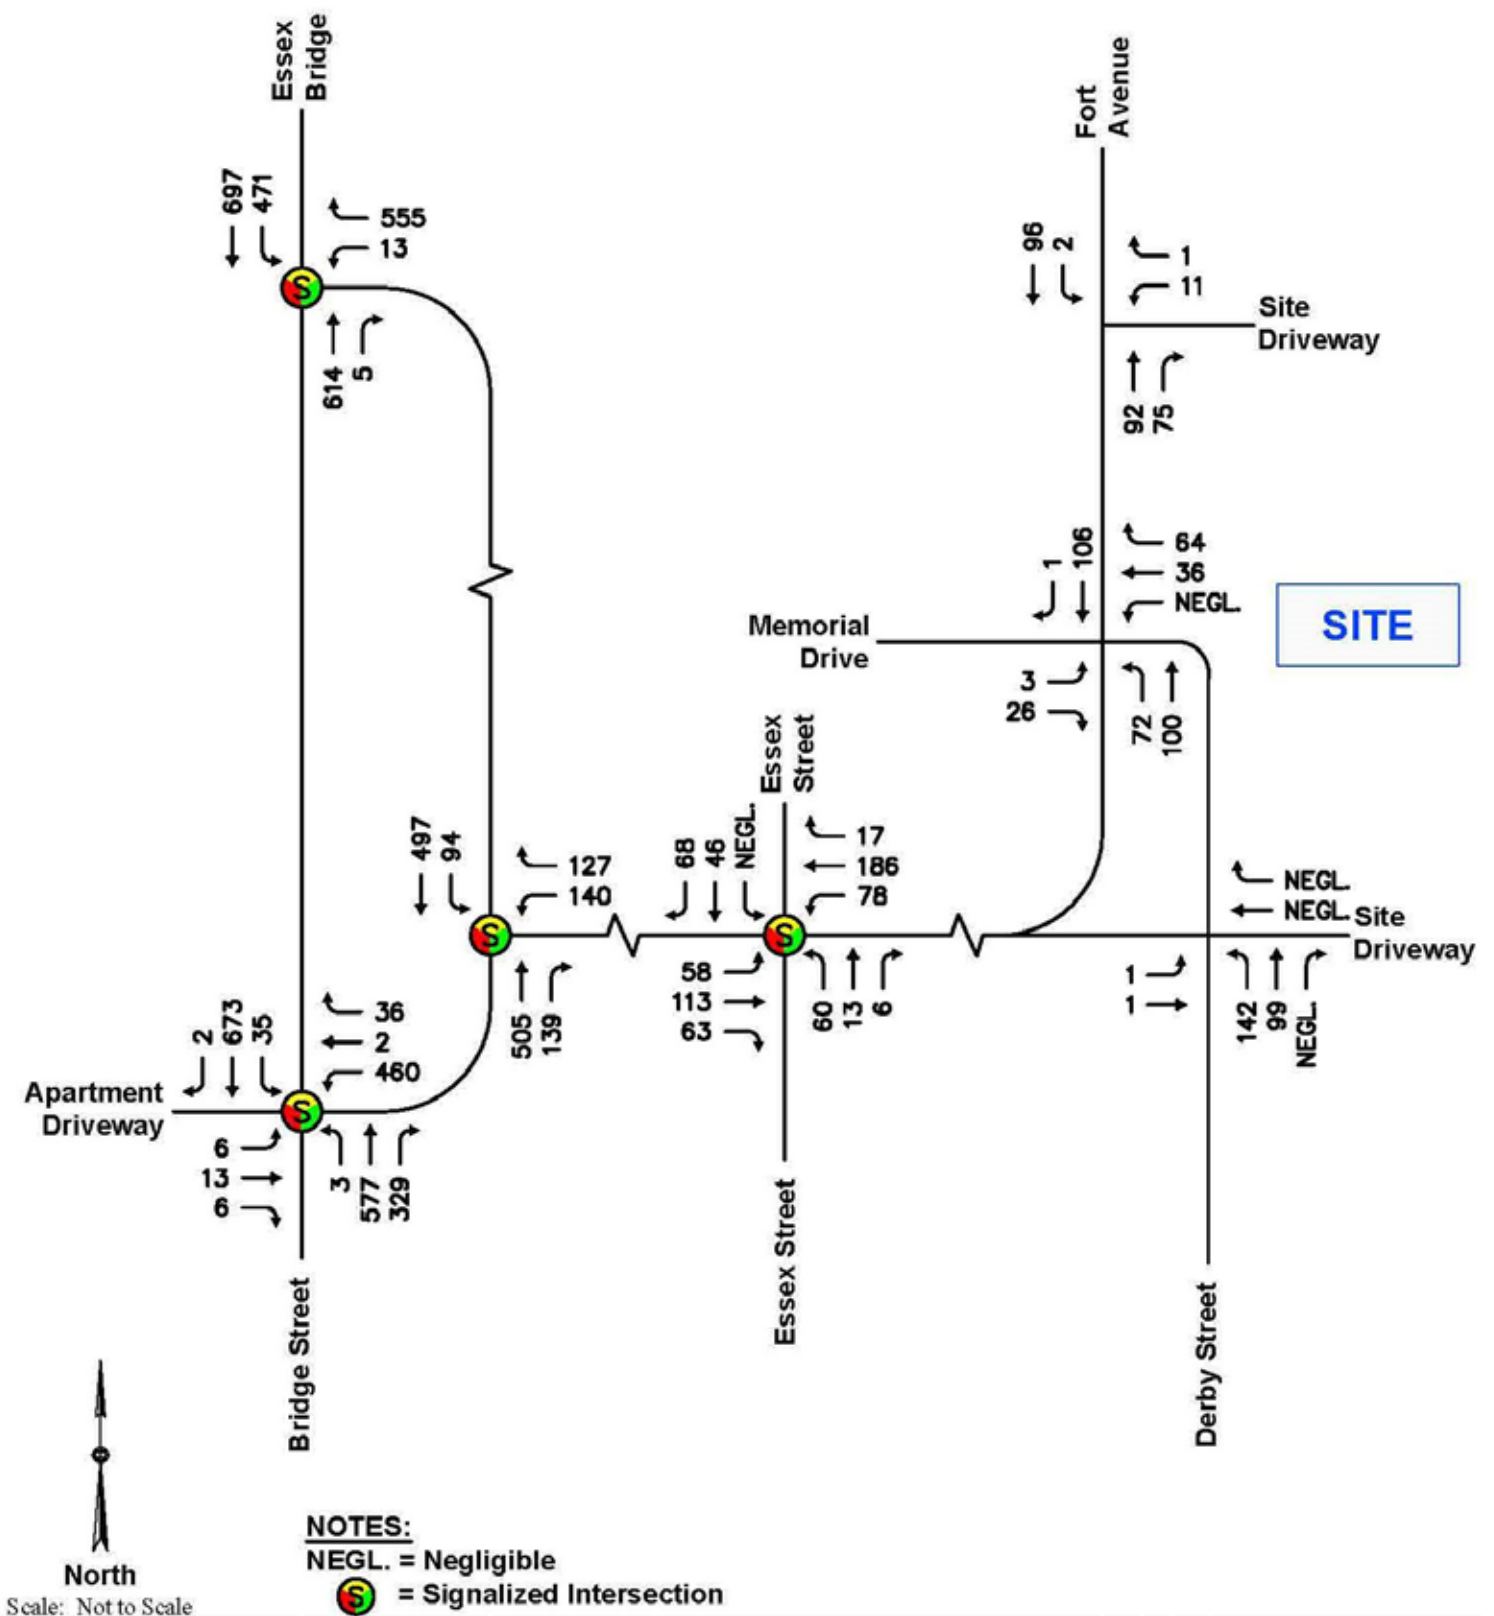 Essex
Bridge
697
471
555
13
S
614
5
Fort
Avenue
96
2
1
11
Site
Driveway
92
75
1
106
64
36
NEGL.
SITE
Memorial
Drive
3
26
72
100
Essex
Street
497
94
127
140
S
505
139
68
46
NEGL.
17
186
78
S
58
113
63
60
13
6
NEGL.
NEGL.
Site
Driveway
1
1
142
99
NEGL.
2
673
35
36
2
460
Apartment
Driveway
S
6
13
6
3
577
329
Bridge Street
Essex Street
Derby Street
North
Scale: Not to Scale
NOTES:
NEGL. = Negligible
S = Signalized Intersection